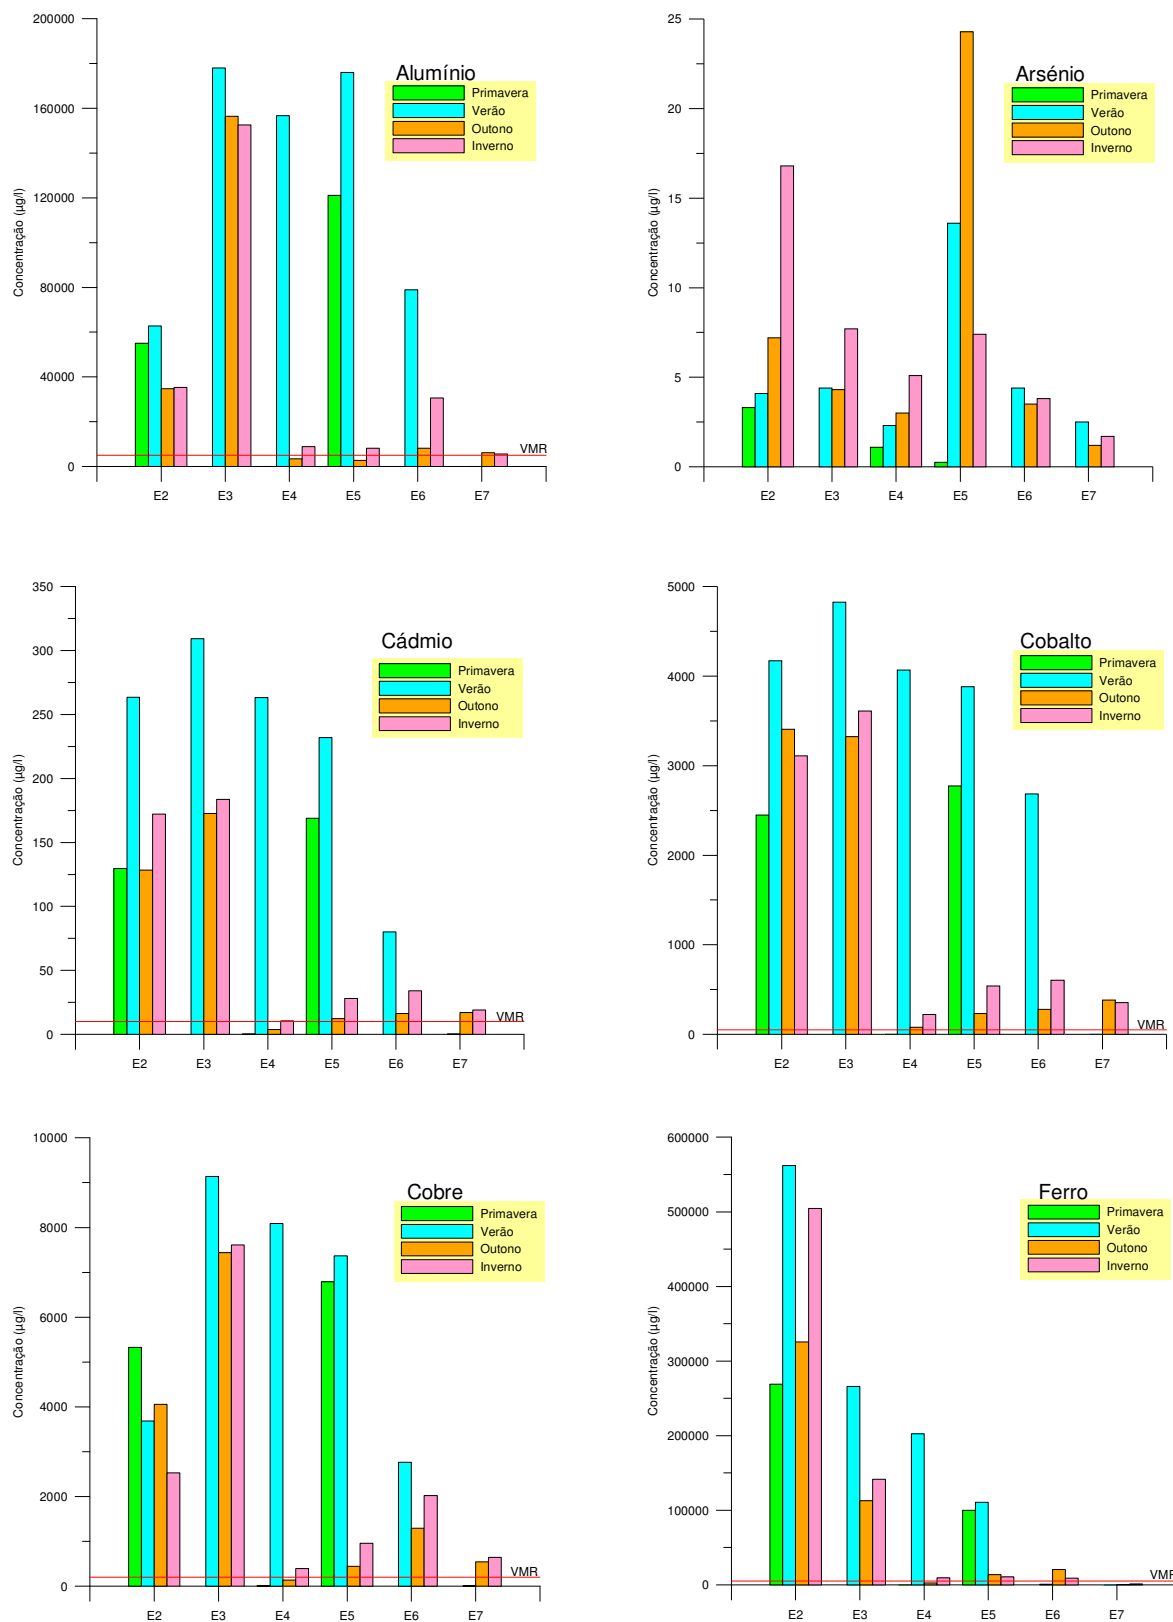 Alumínio
Primavera
Verão
Outono
Inverno
Concentração (µg/l)
200000
160000
120000
80000
40000
0
VMR
E2 E3 E4 E5 E6 E7
Arsénio
Primavera
Verão
Outono
Inverno
Concentração (µg/l)
25
20
15
10
5
0
E2 E3 E4 E5 E6 E7
Cádmio
Primavera
Verão
Outono
Inverno
Concentração (µg/l)
350
300
250
200
150
100
50
0
VMR
E2 E3 E4 E5 E6 E7
Cobalto
Primavera
Verão
Outono
Inverno
Concentração (µg/l)
5000
4000
3000
2000
1000
0
VMR
E2 E3 E4 E5 E6 E7
Cobre
Primavera
Verão
Outono
Inverno
Concentração (µg/l)
10000
8000
6000
4000
2000
0
VMR
E2 E3 E4 E5 E6 E7
Ferro
Primavera
Verão
Outono
Inverno
Concentração (µg/l)
600000
500000
400000
300000
200000
100000
0
VMR
E2 E3 E4 E5 E6 E7